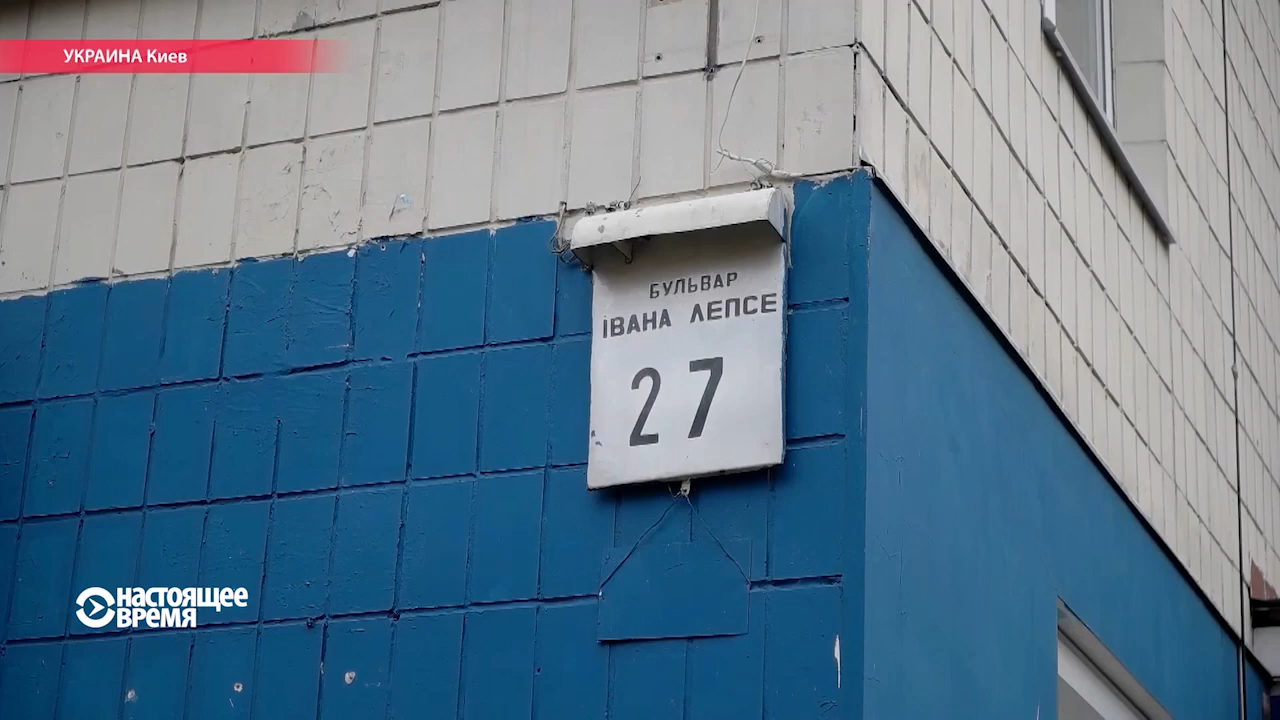 УКРАИНА Киев
БУЛЬВАР
ІВАНА ЛЕПСЕ
27
НАСТОЯЩЕЕ
ВРЕМЯ